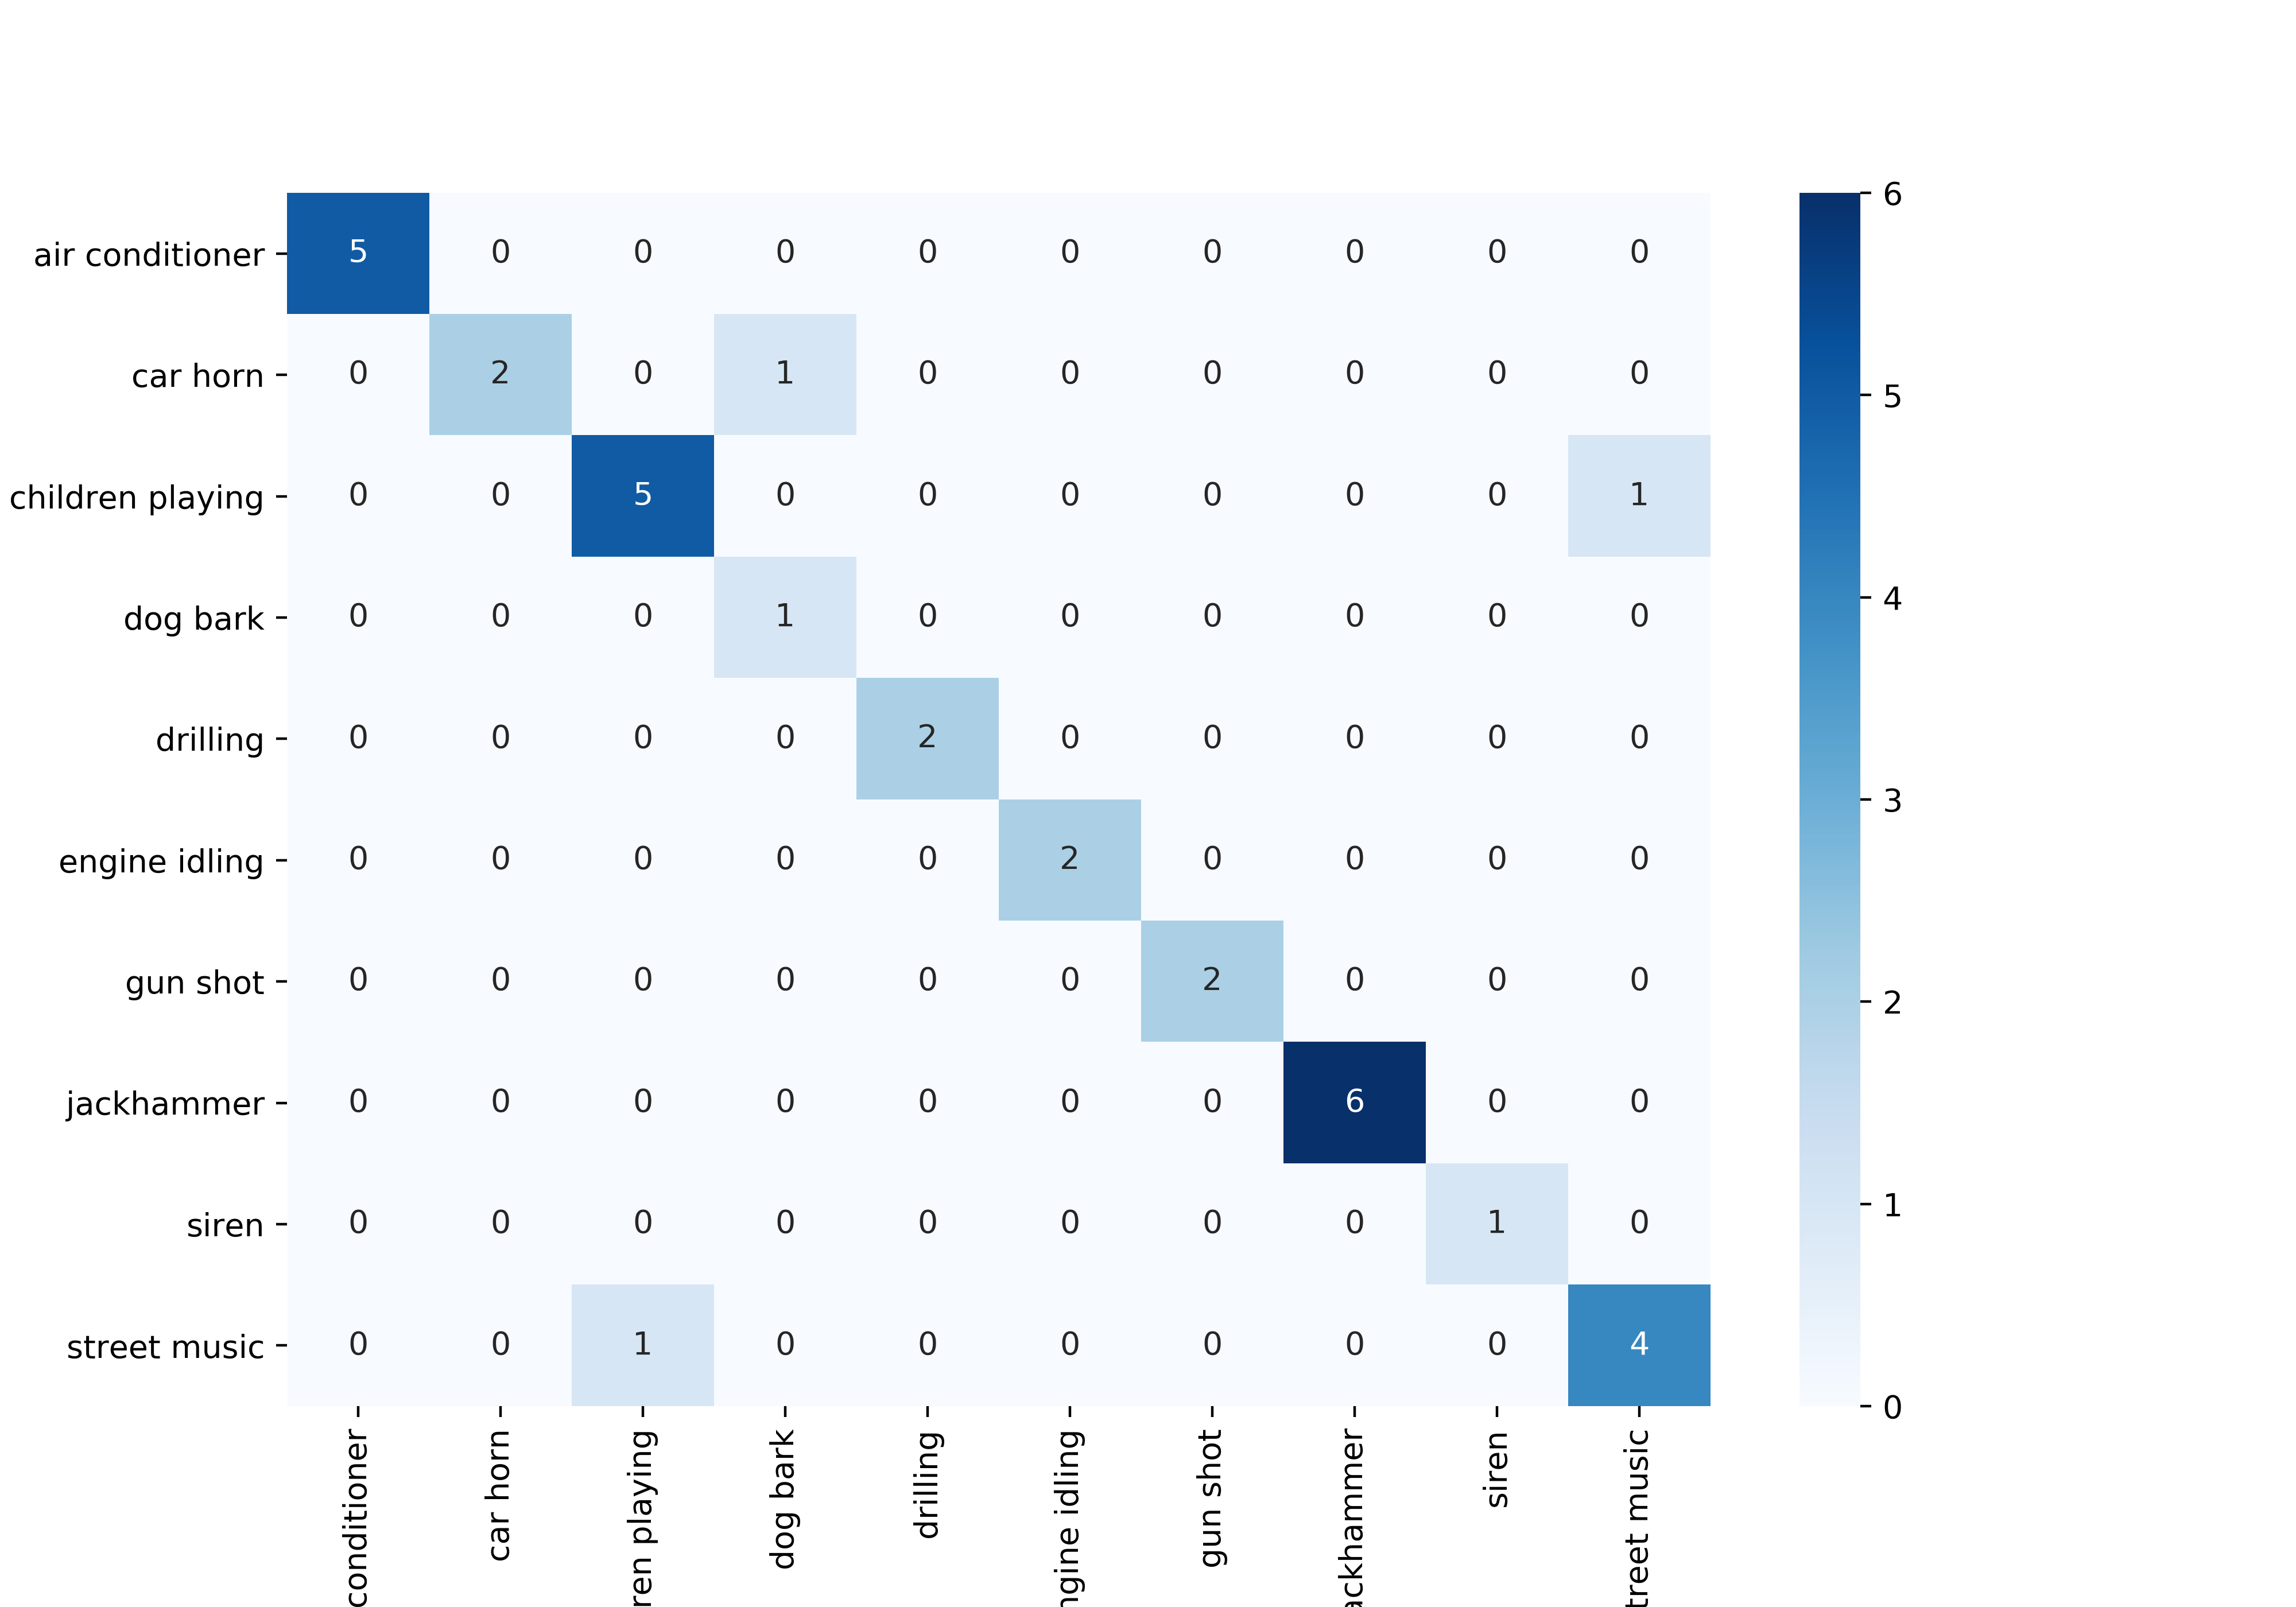 air conditioner 5 0 0 0 0 0 0 0 0 0
car horn 0 2 0 1 0 0 0 0 0 0
children playing 0 0 5 0 0 0 0 0 0 1
dog bark 0 0 0 1 0 0 0 0 0 0
drilling 0 0 0 0 2 0 0 0 0 0
engine idling 0 0 0 0 0 2 0 0 0 0
gun shot 0 0 0 0 0 0 2 0 0 0
jackhammer 0 0 0 0 0 0 0 6 0 0
siren 0 0 0 0 0 0 0 0 1 0
street music 0 0 1 0 0 0 0 0 0 4
conditioner
car horn
ren playing
dog bark
drilling
ngine idling
gun shot
ackhammer
siren
treet music
6
5
4
3
2
1
0